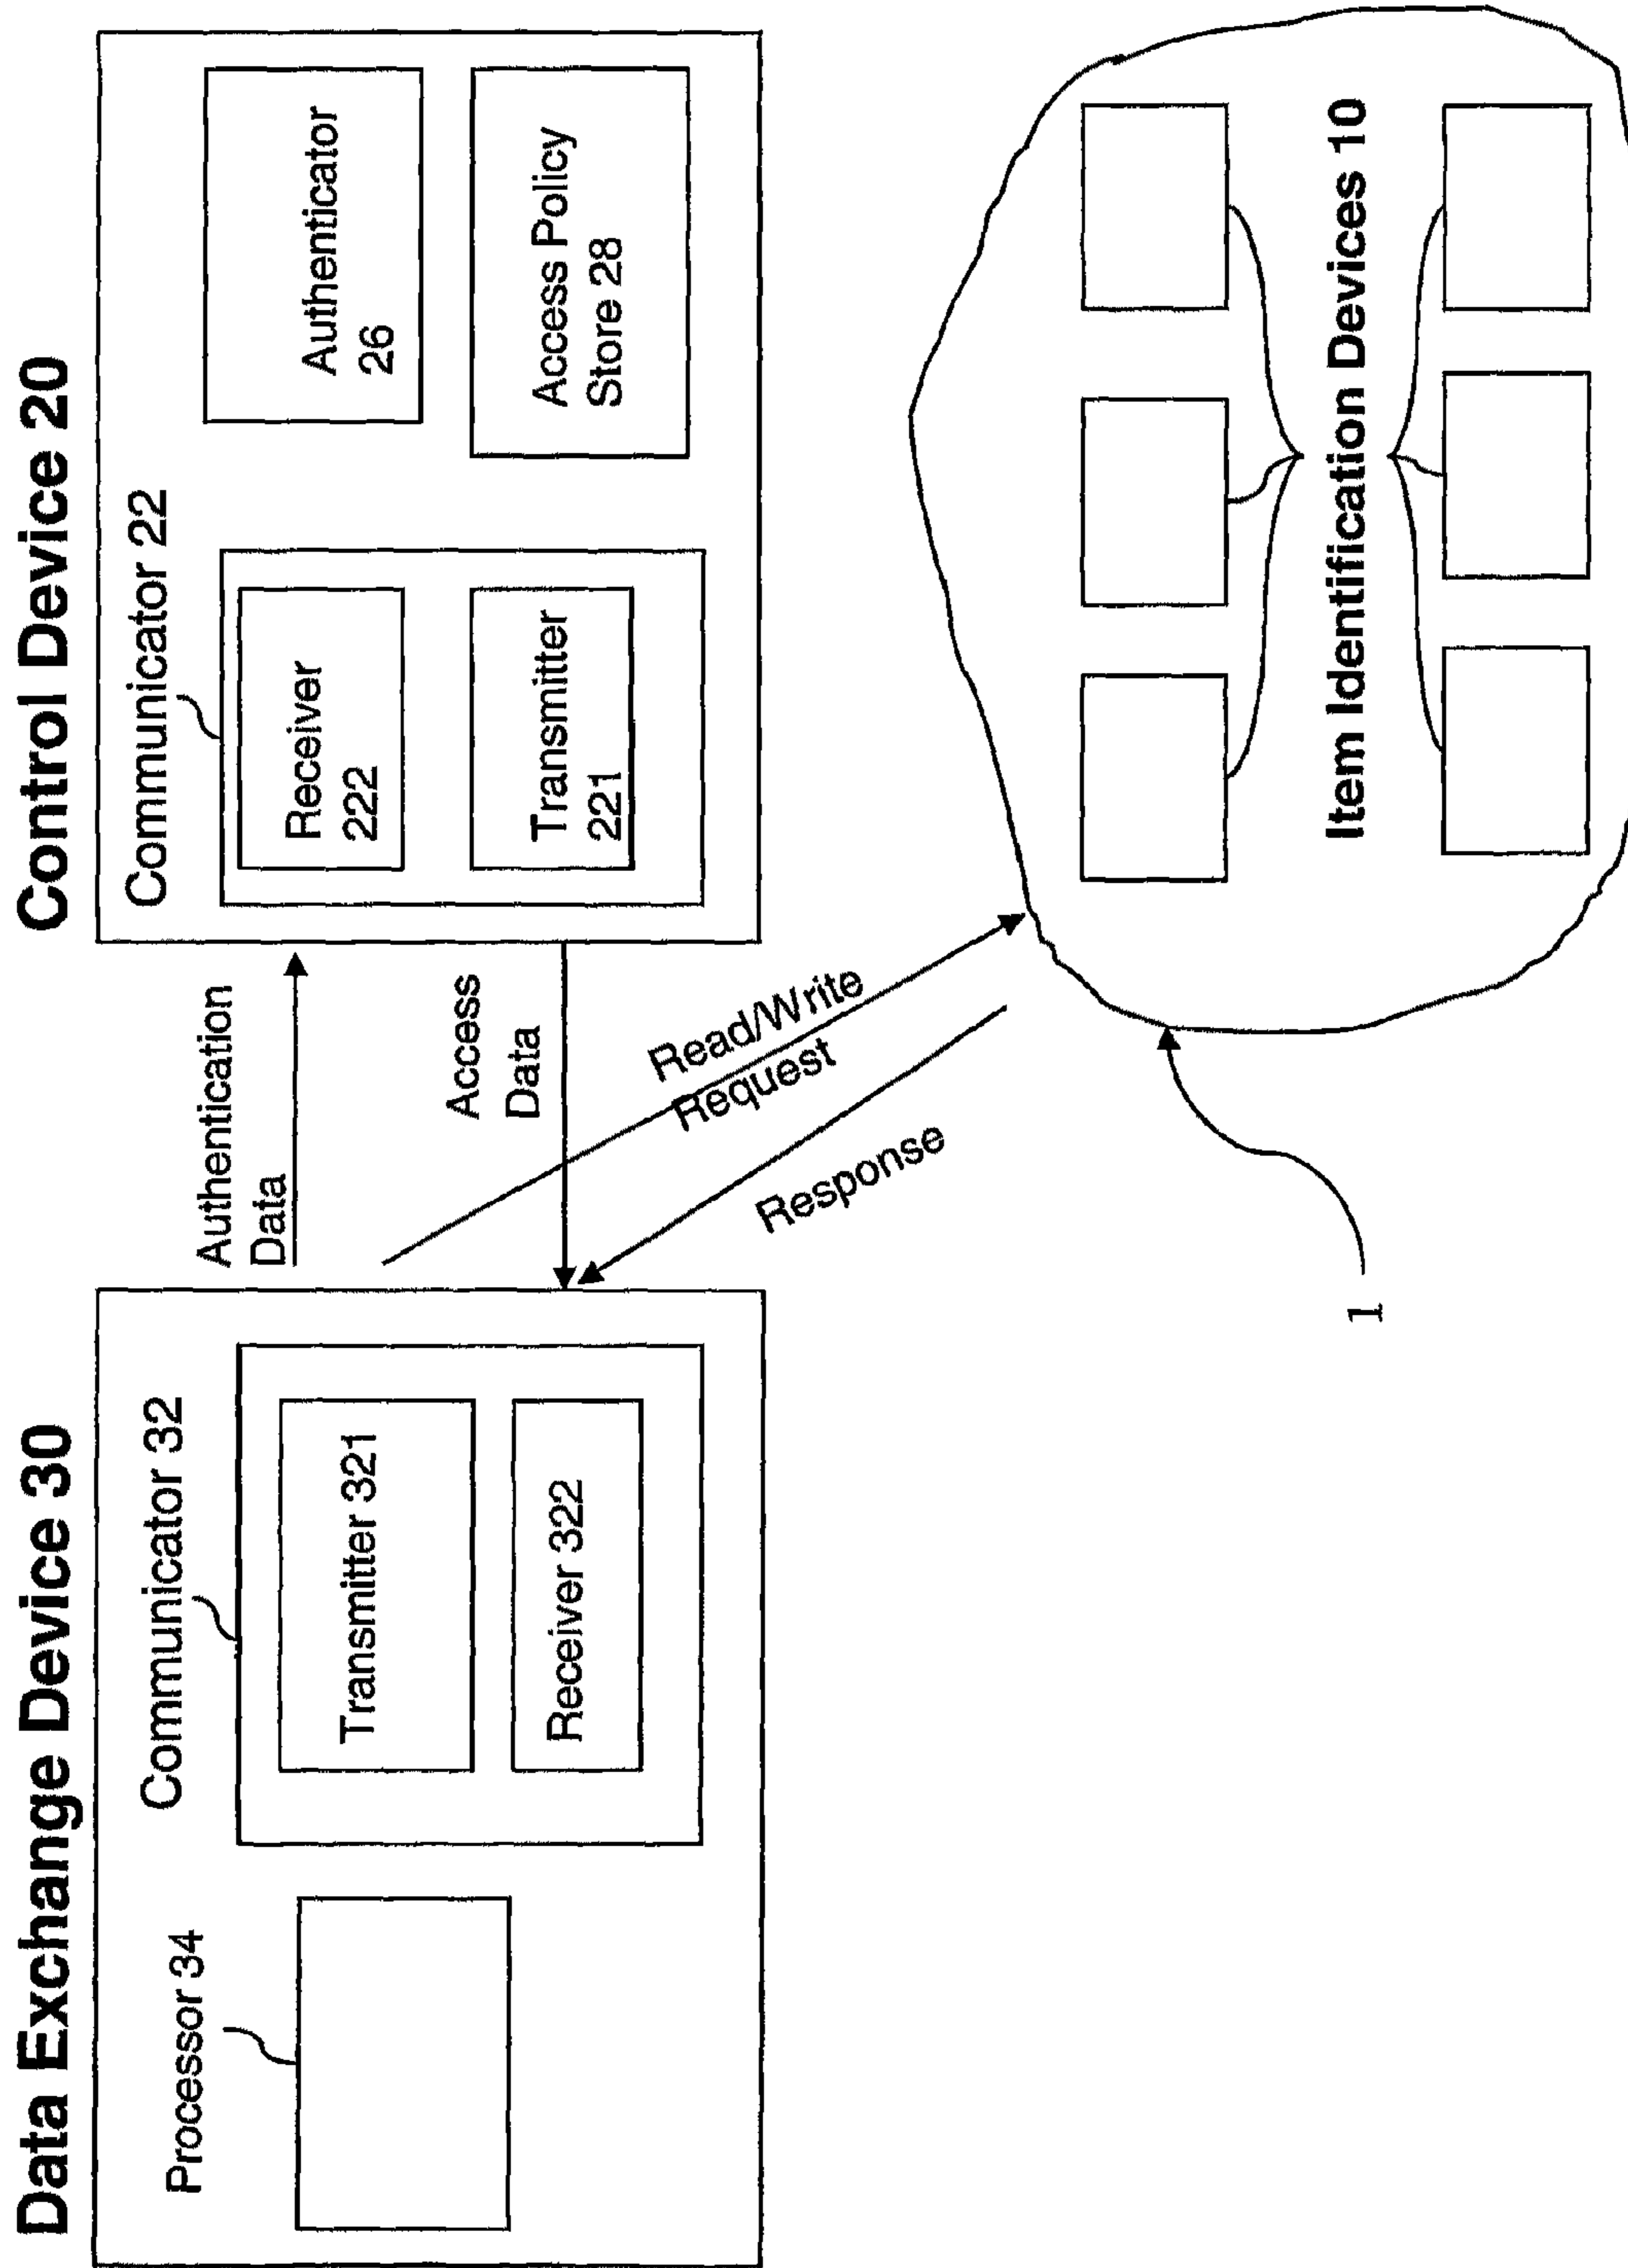 Data Exchange Device 30
Processor 34
Communicator 32
Transmitter 321
Receiver 322
Authentication
Data
Access
Data
Read/Write
Request
Response
Control Device 20
Communicator 22
Receiver
222
Transmitter
221
Authenticator
26
Access Policy
Store 28
Item Identification Devices 10
1